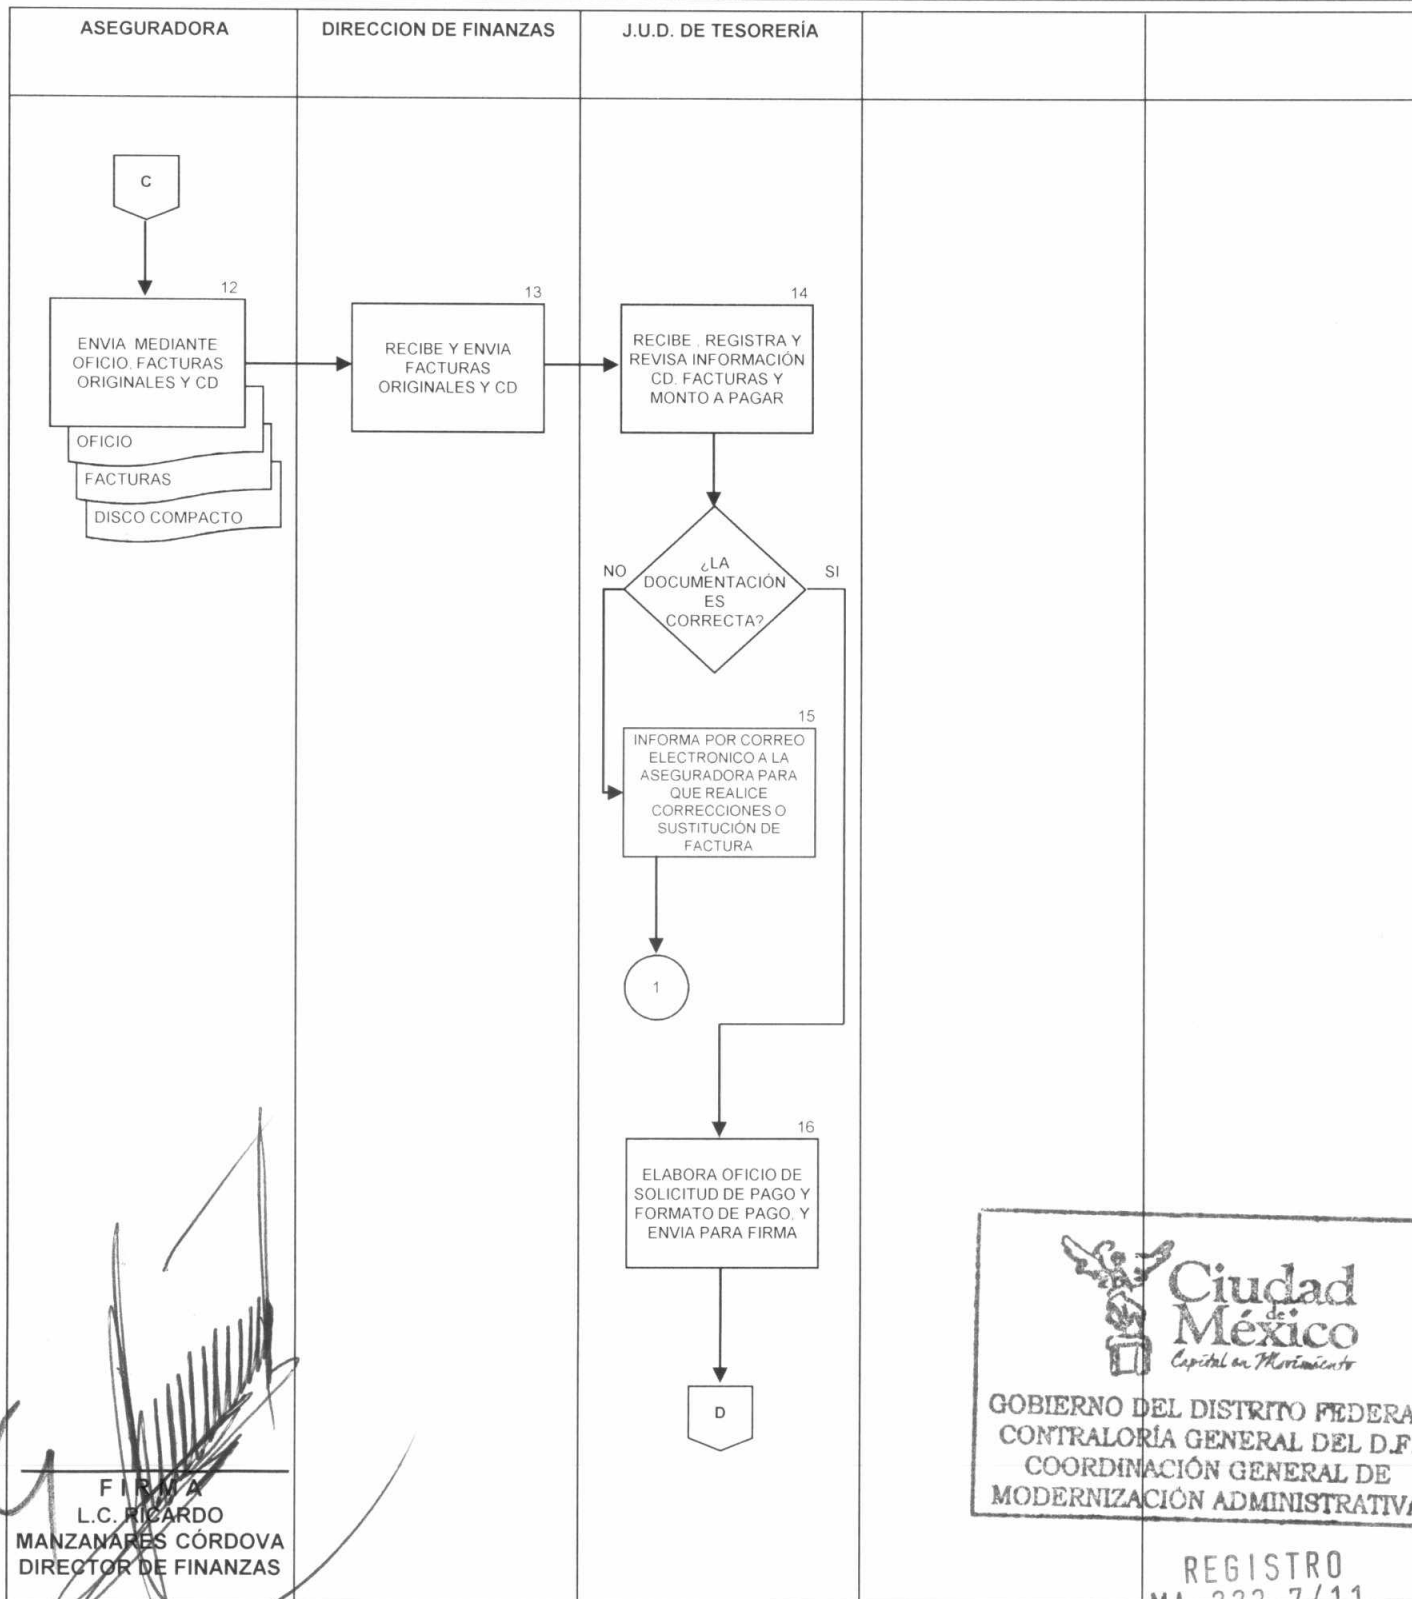 ASEGURADORA
DIRECCION DE FINANZAS
J.U.D. DE TESORERÍA
C
12
ENVIA MEDIANTE
OFICIO, FACTURAS
ORIGINALES Y CD
OFICIO
FACTURAS
DISCO COMPACTO
13
RECIBE Y ENVIA
FACTURAS
ORIGINALES Y CD
14
RECIBE , REGISTRA Y
REVISA INFORMACIÓN
CD, FACTURAS Y
MONTO A PAGAR
¿LA
DOCUMENTACIÓN
ES
CORRECTA?
NO
SI
15
INFORMA POR CORREO
ELECTRONICO A LA
ASEGURADORA PARA
QUE REALICE
CORRECCIONES O
SUSTITUCIÓN DE
FACTURA
1
16
ELABORA OFICIO DE
SOLICITUD DE PAGO Y
FORMATO DE PAGO, Y
ENVIA PARA FIRMA
D
FIRMA
L.C. RICARDO
MANZANARES CÓRDOVA
DIRECTOR DE FINANZAS
Ciudad
de
México
Capital en Movimiento
GOBIERNO DEL DISTRITO FEDERA
CONTRALORÍA GENERAL DEL D.F.
COORDINACIÓN GENERAL DE
MODERNIZACIÓN ADMINISTRATIVA
REGISTRO